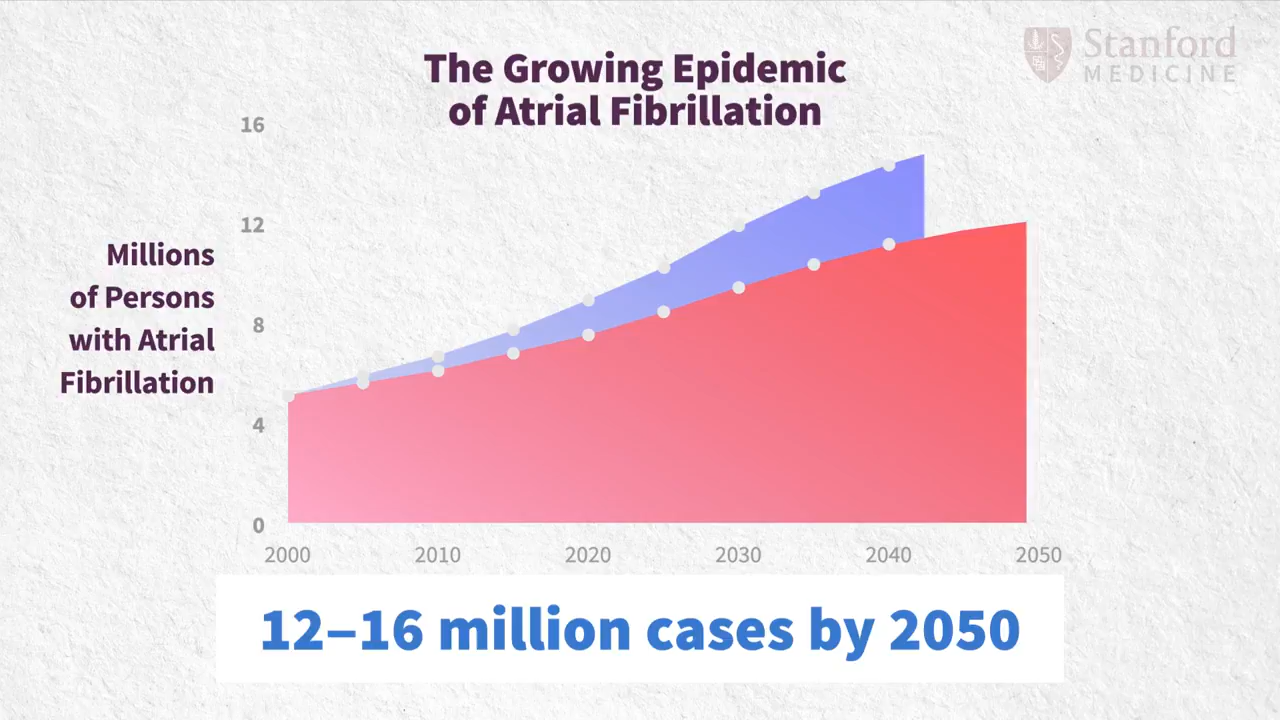 The Growing Epidemic
of Atrial Fibrillation
Stanford
MEDICINE
16
12
8
4
0
Millions
of Persons
with Atrial
Fibrillation
2000 2010 2020 2030 2040 2050
12–16 million cases by 2050